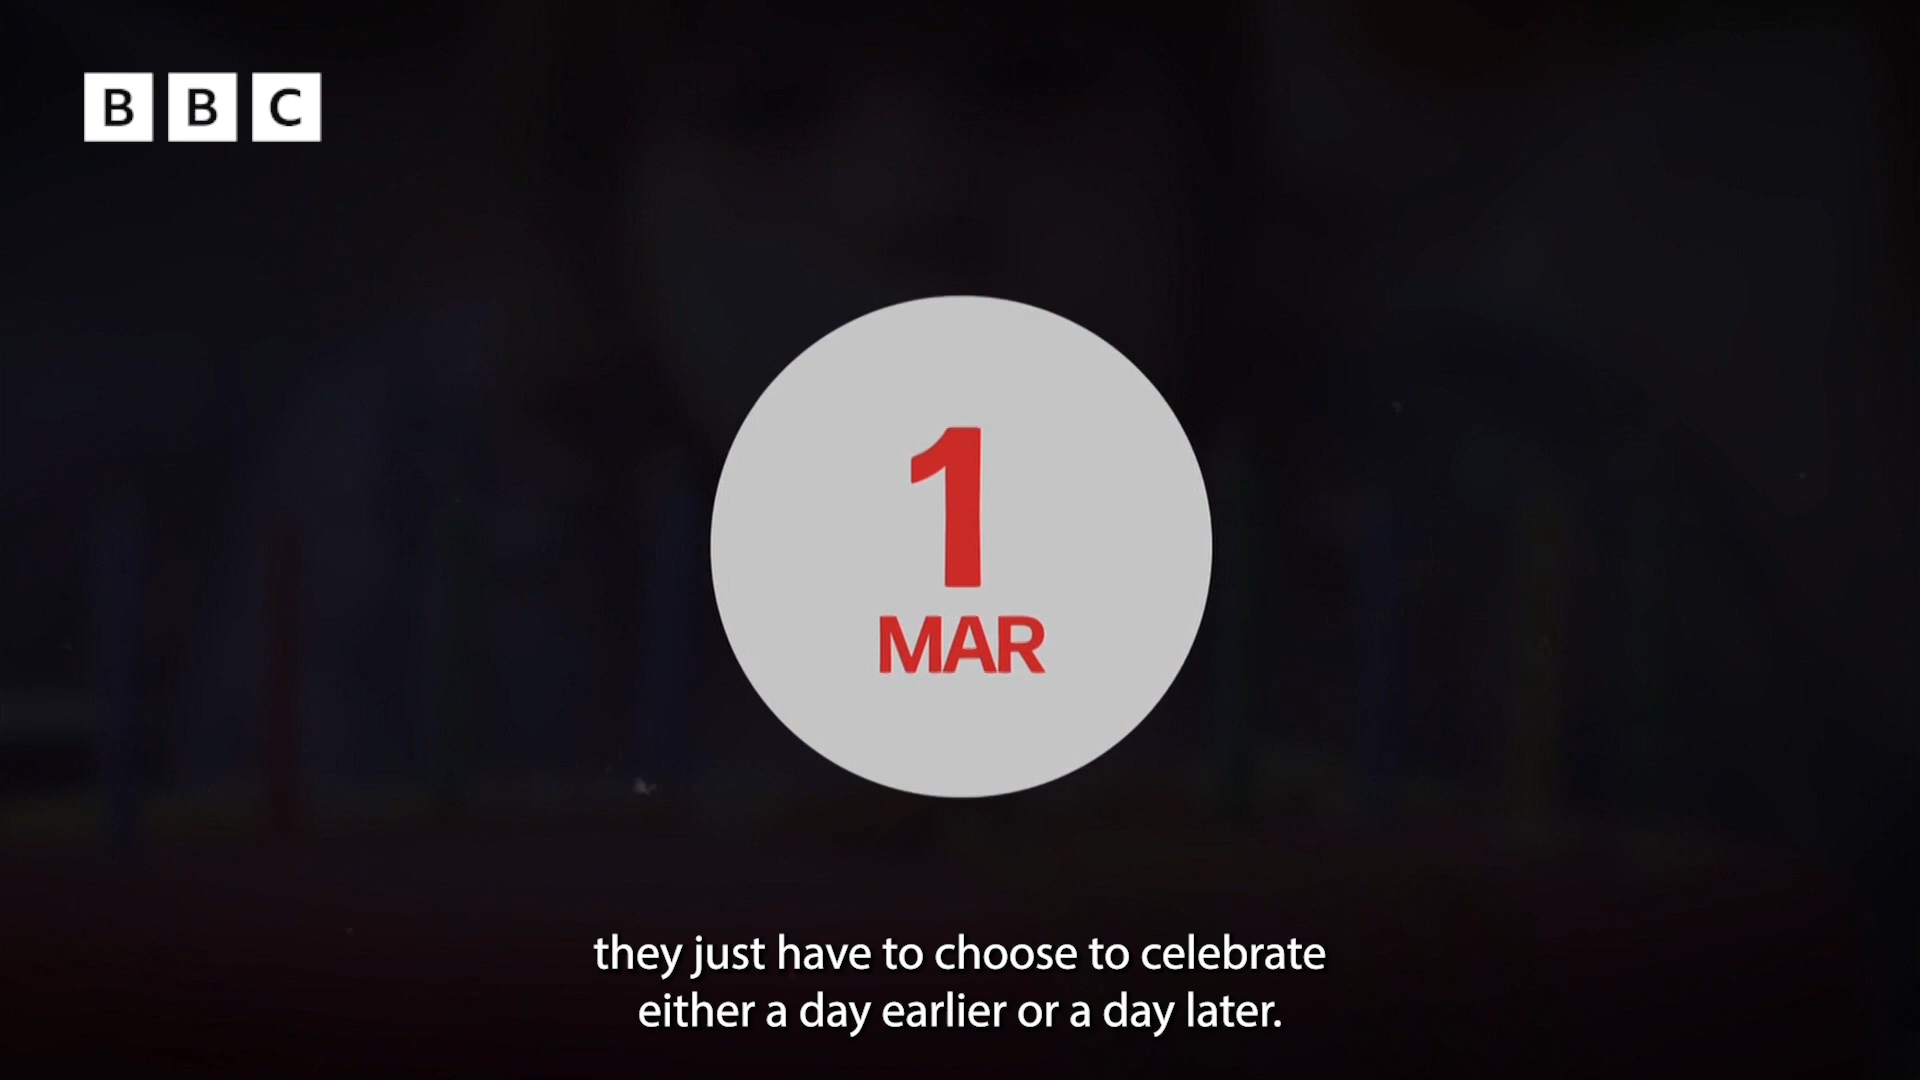 BBC
1
MAR
they just have to choose to celebrate
either a day earlier or a day later.